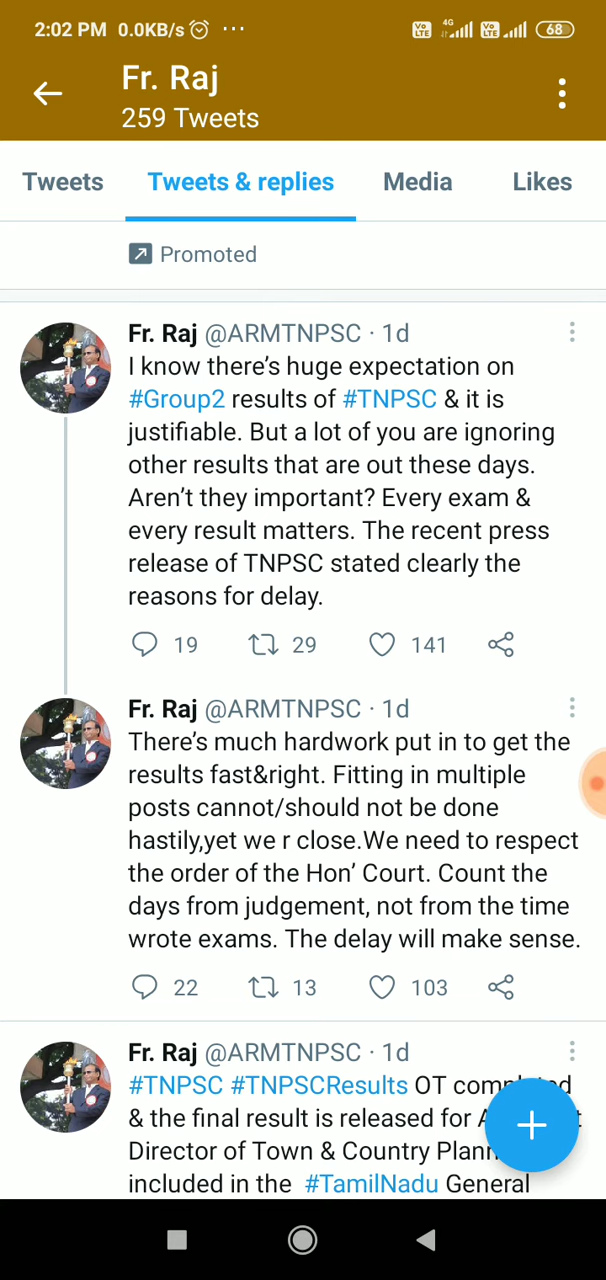 2:02 PM 0.0KB/s ... Vo LTE 4G Vo LTE 68
Fr. Raj
259 Tweets
Tweets Tweets & replies Media Likes
Promoted
Fr. Raj @ARMTNPSC · 1d
I know there's huge expectation on
#Group2 results of #TNPSC & it is
justifiable. But a lot of you are ignoring
other results that are out these days.
Aren't they important? Every exam &
every result matters. The recent press
release of TNPSC stated clearly the
reasons for delay.
19 29 141
Fr. Raj @ARMTNPSC · 1d
There's much hardwork put in to get the
results fast&right. Fitting in multiple
posts cannot/should not be done
hastily,yet we r close.We need to respect
the order of the Hon' Court. Count the
days from judgement, not from the time
wrote exams. The delay will make sense.
22 13 103
Fr. Raj @ARMTNPSC · 1d
#TNPSC #TNPSCResults OT
& the final result is released for
Director of Town & Country
included in the #TamilNadu General